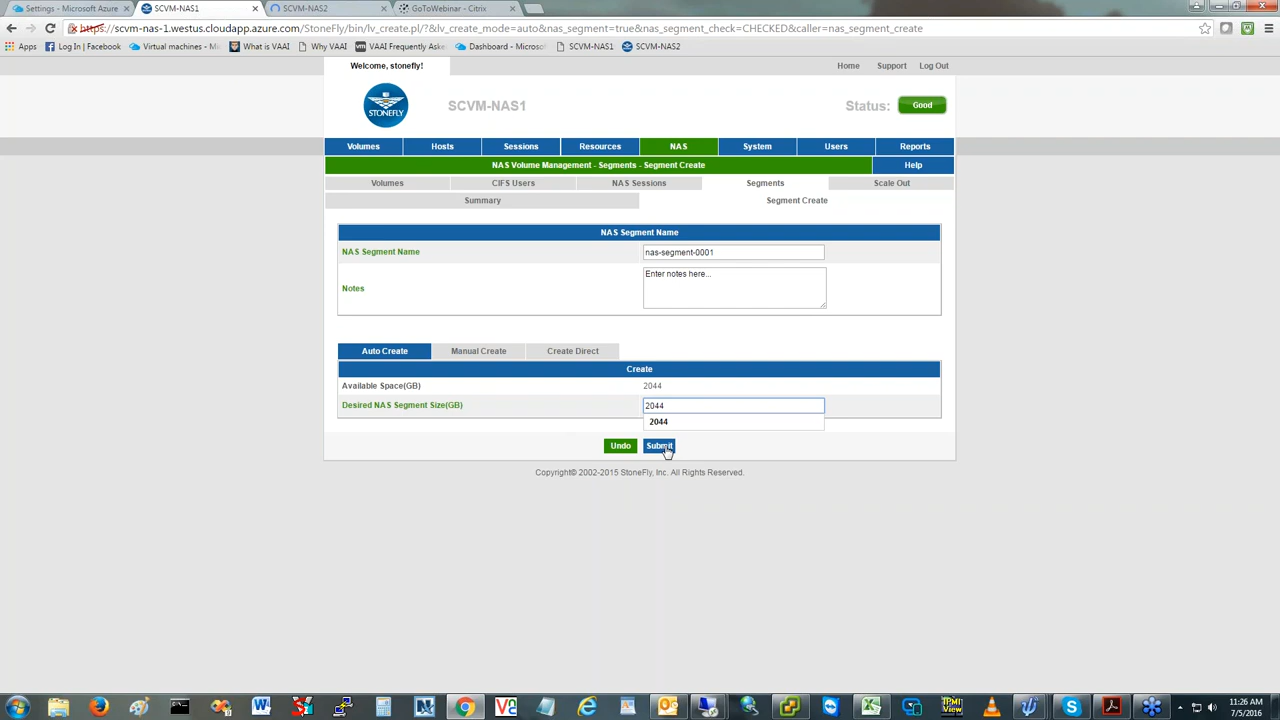 Settings - Microsoft Azure
SCVM-NAS1
SCVM-NAS2
GoToWebinar - Citrix
https://scvm-nas-1.westus.cloudapp.azure.com/StoneFly/bin/lv_create.pl/?&lv_create_mode=auto&nas_segment=true&nas_segment_check=CHECKED&caller=nas_segment_create
Apps
Log In | Facebook
Virtual machines - m
What is VAAI
Why VAAI
VAAI Frequently Aske
Dashboard - Microsoft
SCVM-NAS1
SCVM-NAS2
Welcome, stonefly!
Home
Support
Log Out
STONEFLY
SCVM-NAS1
Status:
Good
Volumes
Hosts
Sessions
Resources
NAS
System
Users
Reports
NAS Volume Management - Segments - Segment Create
Help
Volumes
CIFS Users
NAS Sessions
Segments
Scale Out
Summary
Segment Create
NAS Segment Name
NAS Segment Name
nas-segment-0001
Notes
Enter notes here...
Auto Create
Manual Create
Create Direct
Create
Available Space(GB)
2044
Desired NAS Segment Size(GB)
2044
2044
Undo
Submit
Copyright© 2002-2015 StoneFly, Inc. All Rights Reserved.
IPMI
View
11:26 AM
7/5/2016